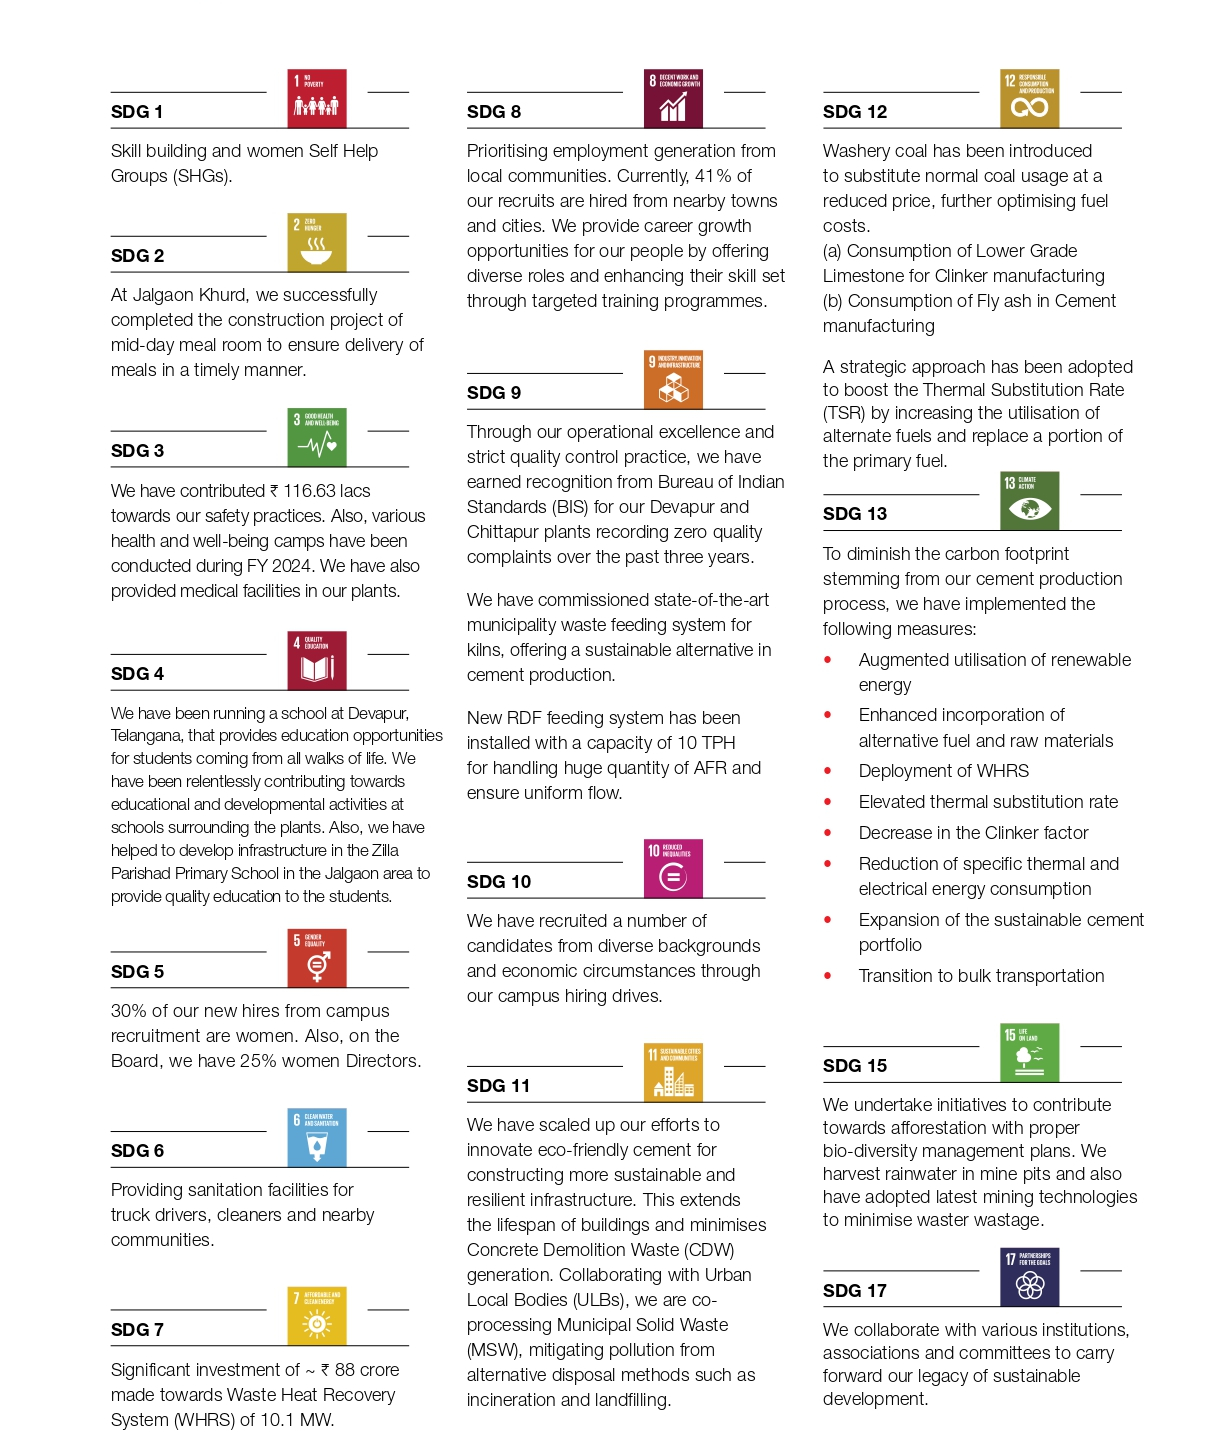 1 NO
POVERTY
SDG 1
Skill building and women Self Help
Groups (SHGs).
2 ZERO
HUNGER
SDG 2
At Jalgaon Khurd, we successfully
completed the construction project of
mid-day meal room to ensure delivery of
meals in a timely manner.
3 GOOD HEALTH
AND WELL-BEING
SDG 3
We have contributed ₹ 116.63 lacs
towards our safety practices. Also, various
health and well-being camps have been
conducted during FY 2024. We have also
provided medical facilities in our plants.
4 QUALITY
EDUCATION
SDG 4
We have been running a school at Devapur,
Telangana, that provides education opportunities
for students coming from all walks of life. We
have been relentlessly contributing towards
educational and developmental activities at
schools surrounding the plants. Also, we have
helped to develop infrastructure in the Zilla
Parishad Primary School in the Jalgaon area to
provide quality education to the students.
5 GENDER
EQUALITY
SDG 5
30% of our new hires from campus
recruitment are women. Also, on the
Board, we have 25% women Directors.
6 CLEAN WATER
AND SANITATION
SDG 6
Providing sanitation facilities for
truck drivers, cleaners and nearby
communities.
7 AFFORDABLE AND
CLEAN ENERGY
SDG 7
Significant investment of ~ ₹ 88 crore
made towards Waste Heat Recovery
System (WHRS) of 10.1 MW.
8 DECENT WORK AND
ECONOMIC GROWTH
SDG 8
Prioritising employment generation from
local communities. Currently, 41% of
our recruits are hired from nearby towns
and cities. We provide career growth
opportunities for our people by offering
diverse roles and enhancing their skill set
through targeted training programmes.
9 INDUSTRY, INNOVATION
AND INFRASTRUCTURE
SDG 9
Through our operational excellence and
strict quality control practice, we have
earned recognition from Bureau of Indian
Standards (BIS) for our Devapur and
Chittapur plants recording zero quality
complaints over the past three years.
We have commissioned state-of-the-art
municipality waste feeding system for
kilns, offering a sustainable alternative in
cement production.
New RDF feeding system has been
installed with a capacity of 10 TPH
for handling huge quantity of AFR and
ensure uniform flow.
10 REDUCED
INEQUALITIES
SDG 10
We have recruited a number of
candidates from diverse backgrounds
and economic circumstances through
our campus hiring drives.
11 SUSTAINABLE CITIES
AND COMMUNITIES
SDG 11
We have scaled up our efforts to
innovate eco-friendly cement for
constructing more sustainable and
resilient infrastructure. This extends
the lifespan of buildings and minimises
Concrete Demolition Waste (CDW)
generation. Collaborating with Urban
Local Bodies (ULBs), we are co-
processing Municipal Solid Waste
(MSW), mitigating pollution from
alternative disposal methods such as
incineration and landfilling.
12 RESPONSIBLE
CONSUMPTION
AND PRODUCTION
SDG 12
Washery coal has been introduced
to substitute normal coal usage at a
reduced price, further optimising fuel
costs.
(a) Consumption of Lower Grade
Limestone for Clinker manufacturing
(b) Consumption of Fly ash in Cement
manufacturing
A strategic approach has been adopted
to boost the Thermal Substitution Rate
(TSR) by increasing the utilisation of
alternate fuels and replace a portion of
the primary fuel.
13 CLIMATE
ACTION
SDG 13
To diminish the carbon footprint
stemming from our cement production
process, we have implemented the
following measures:
• Augmented utilisation of renewable
energy
• Enhanced incorporation of
alternative fuel and raw materials
• Deployment of WHRS
• Elevated thermal substitution rate
• Decrease in the Clinker factor
• Reduction of specific thermal and
electrical energy consumption
• Expansion of the sustainable cement
portfolio
• Transition to bulk transportation
15 LIFE
ON LAND
SDG 15
We undertake initiatives to contribute
towards afforestation with proper
bio-diversity management plans. We
harvest rainwater in mine pits and also
have adopted latest mining technologies
to minimise waster wastage.
17 PARTNERSHIPS
FOR THE GOALS
SDG 17
We collaborate with various institutions,
associations and committees to carry
forward our legacy of sustainable
development.